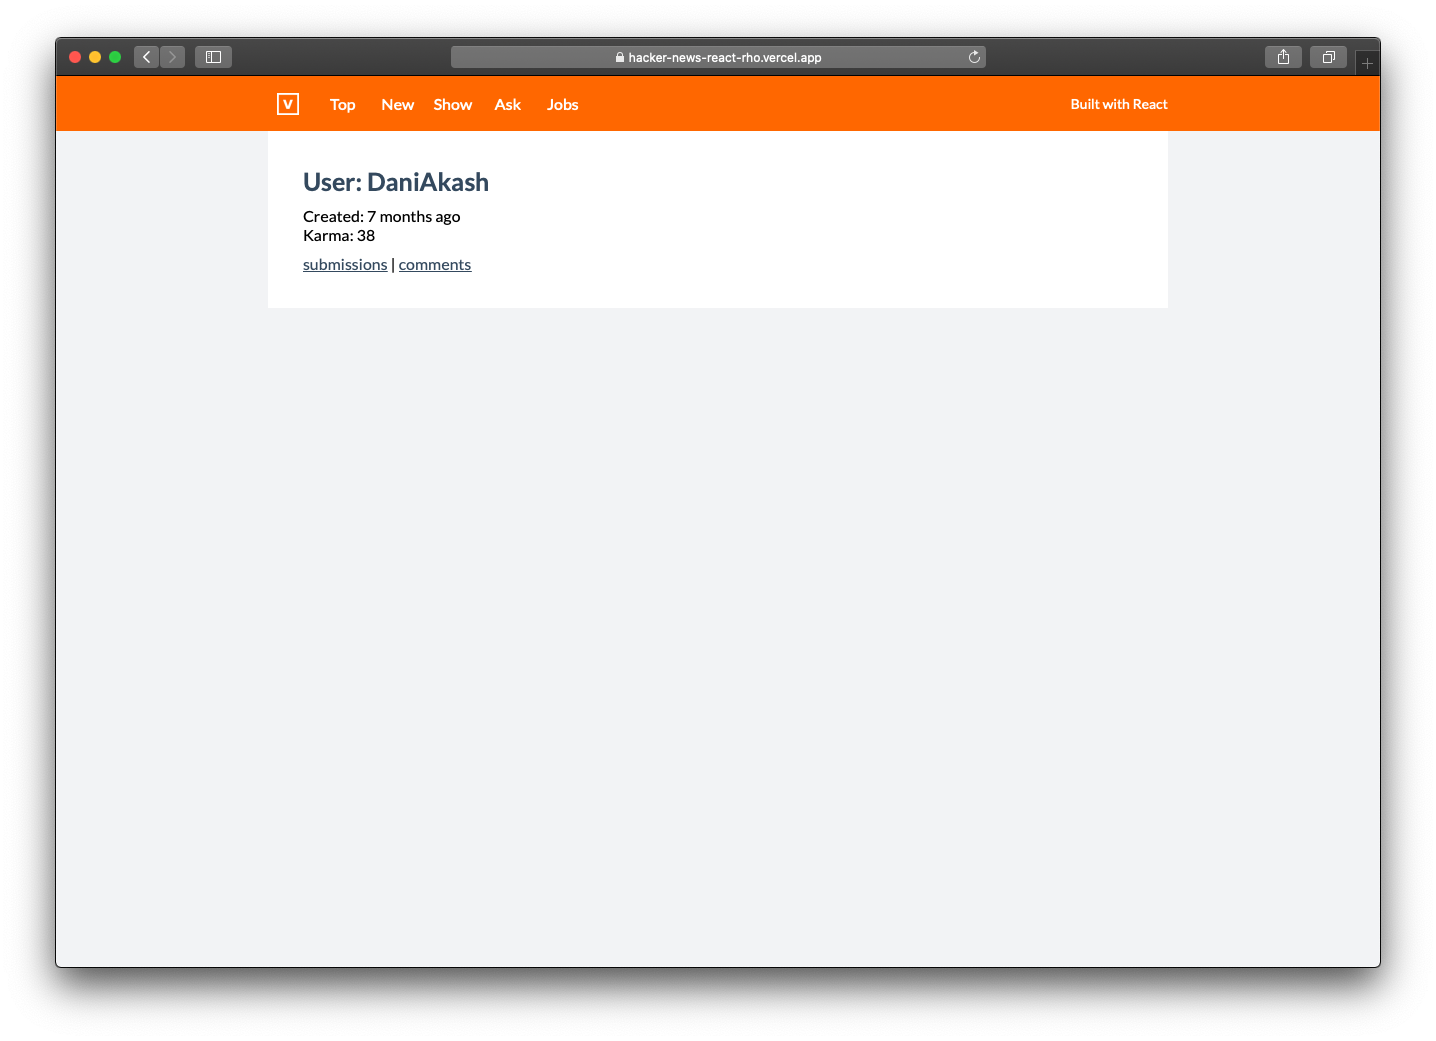 hacker-news-react-rho.vercel.app
V Top New Show Ask Jobs Built with React
User: DaniAkash
Created: 7 months ago
Karma: 38
submissions | comments